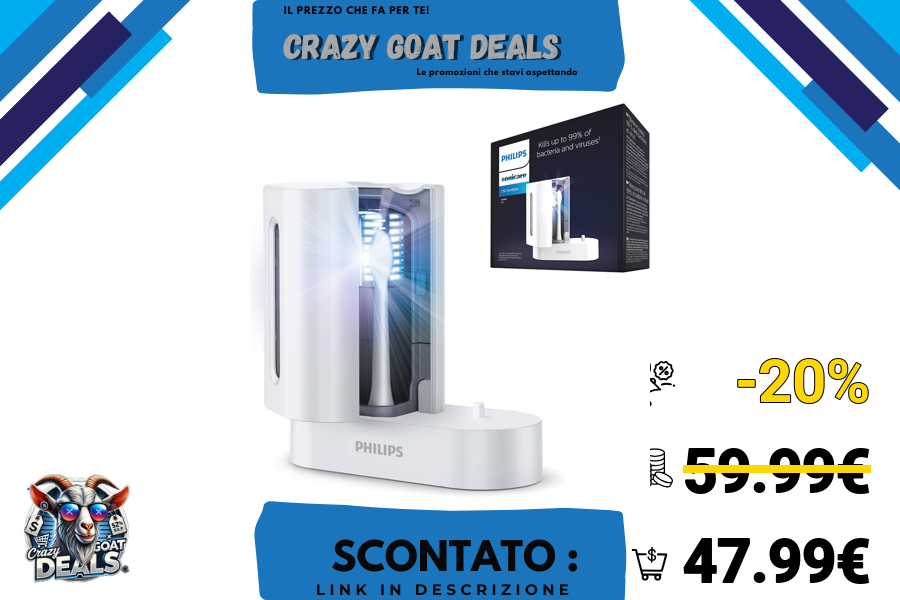 IL PREZZO CHE FA PER TE!
CRAZY GOAT DEALS
Le promozioni che stavi aspettando
Kills up to 99% of
bacteria and viruses¹
PHILIPS
sonicare
PHILIPS
PHILIPS
-20%
59.99€
47.99€
$
$
Crazy
GOAT
DEALS
SCONTATO :
LINK IN DESCRIZIONE